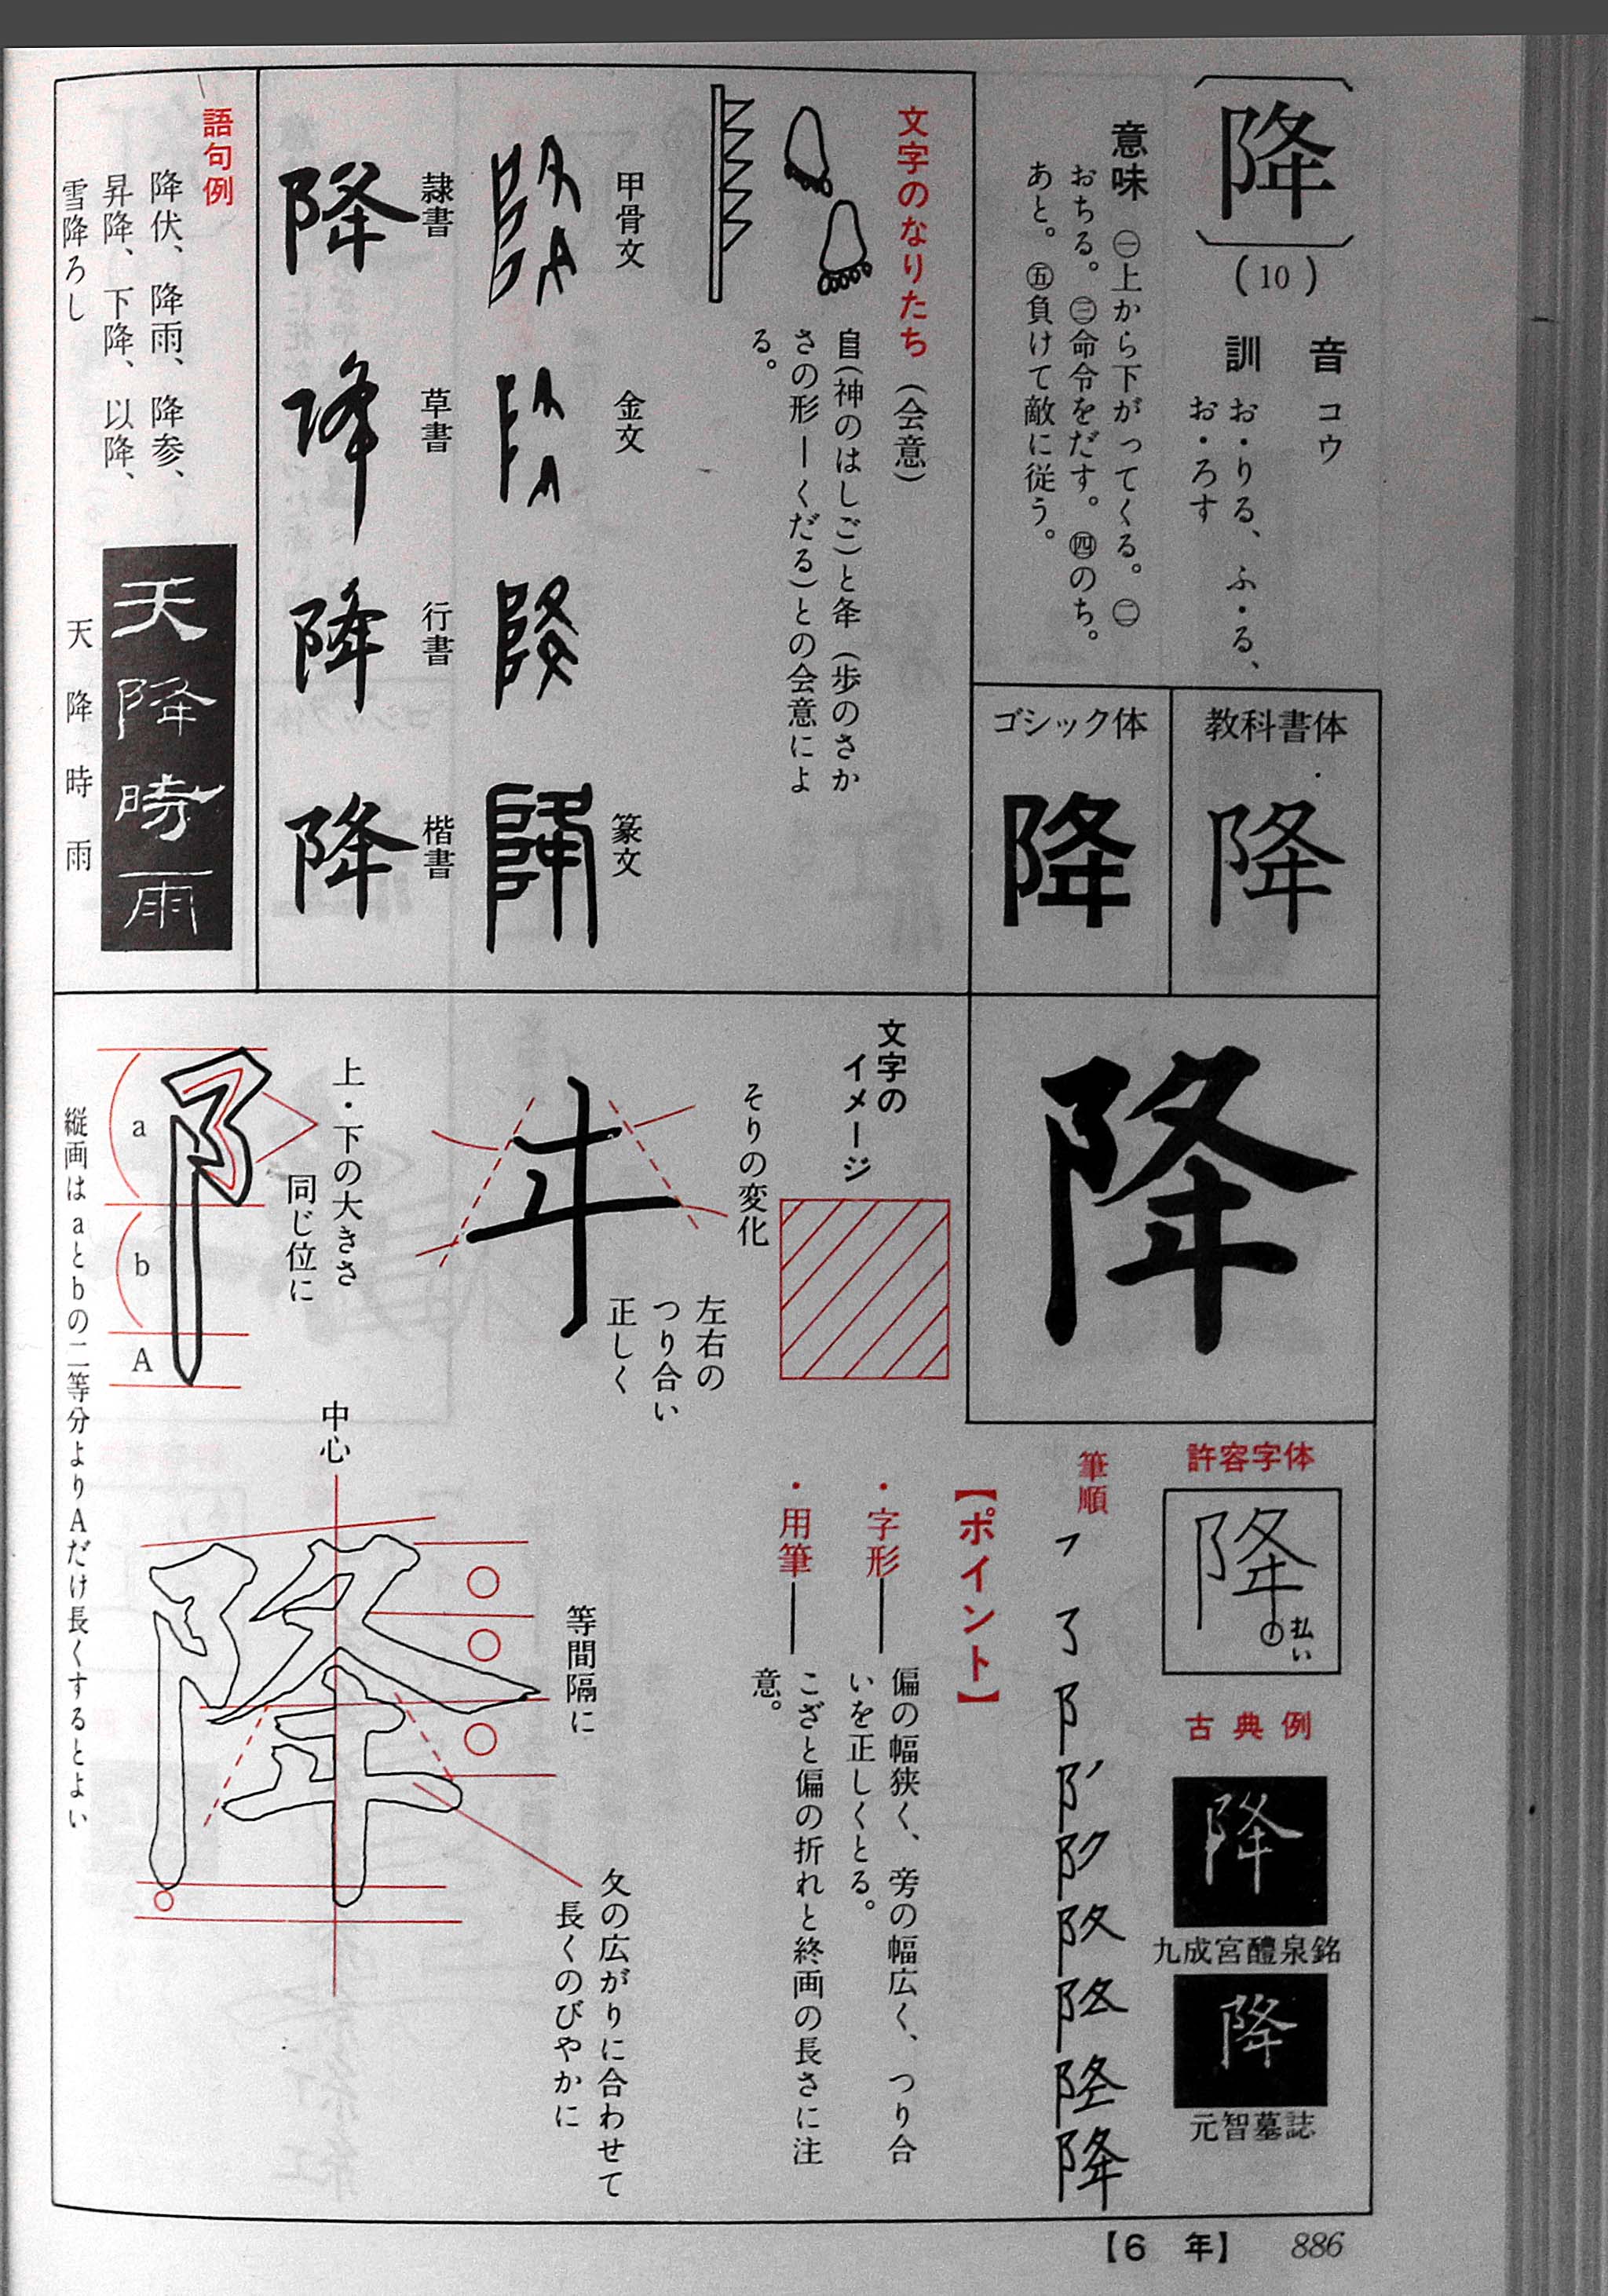 〔降〕(10)
音 コウ
訓 お・りる、ふ・る、
お・ろす
意味 ㊀上から下がってくる。㊁
おちる。㊂命令をだす。㊃のち。
あと。㊄負けて敵に従う。
教科書体
降
ゴシック体
降
文字のなりたち (会意)
𠂤(神のはしご)と夅(歩のさか
さの形ーくだる)との会意によ
る。
甲骨文
金文
篆文
隷書
降
草書
降
行書
降
楷書
降
語句例
降伏、降雨、降参、
昇降、下降、以降、
雪降ろし
天降時雨
天降時雨
降
許容字体
降
払い
古典例
降
九成宮醴泉銘
降
元智墓誌
筆順
降
【ポイント】
・字形━偏の幅狭く、旁の幅広く、つり合
いを正しくとる。
・用筆━こざと偏の折れと終画の長さに注
意。
文字の
イメージ
そりの変化
左右の
つり合い
正しく
上・下の大きさ
同じ位に
a
b
A
縦画はaとbの二等分よりAだけ長くするとよい
中心
等間隔に
夂の広がりに合わせて
長くのびやかに
【6 年】 886